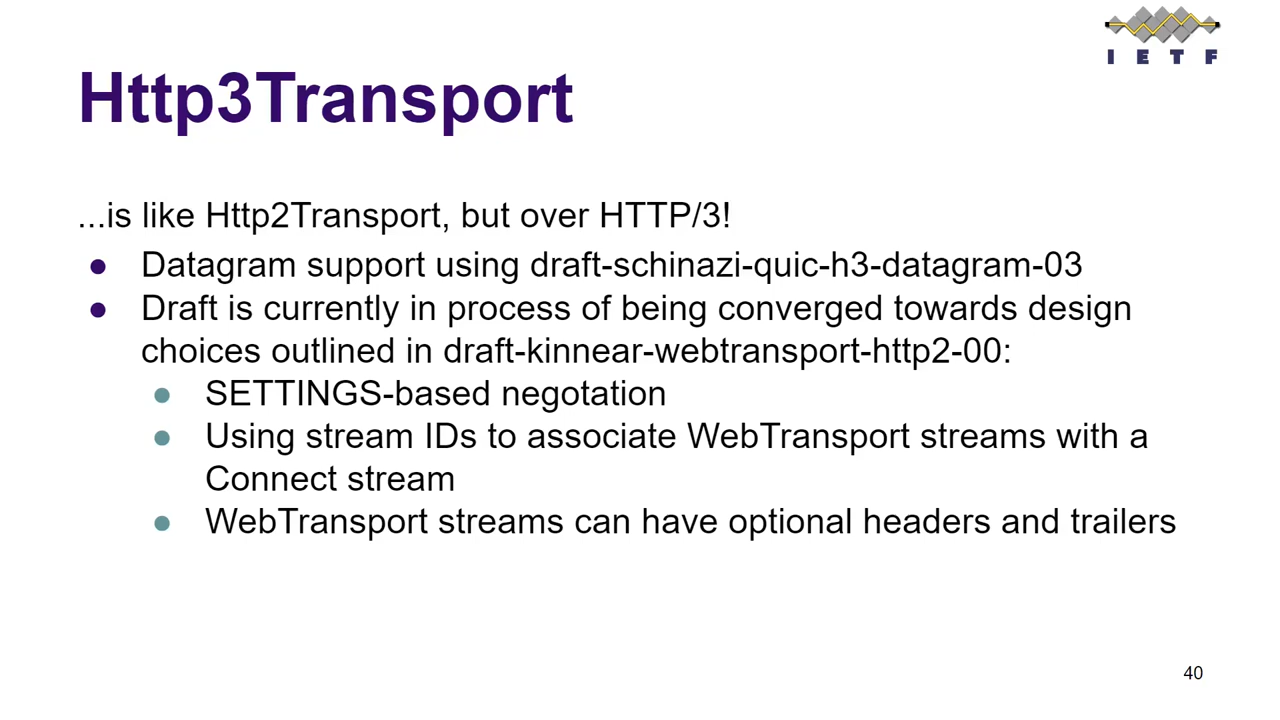 I E T F
Http3Transport
...is like Http2Transport, but over HTTP/3!
● Datagram support using draft-schinazi-quic-h3-datagram-03
● Draft is currently in process of being converged towards design
choices outlined in draft-kinnear-webtransport-http2-00:
● SETTINGS-based negotation
● Using stream IDs to associate WebTransport streams with a
Connect stream
● WebTransport streams can have optional headers and trailers
40